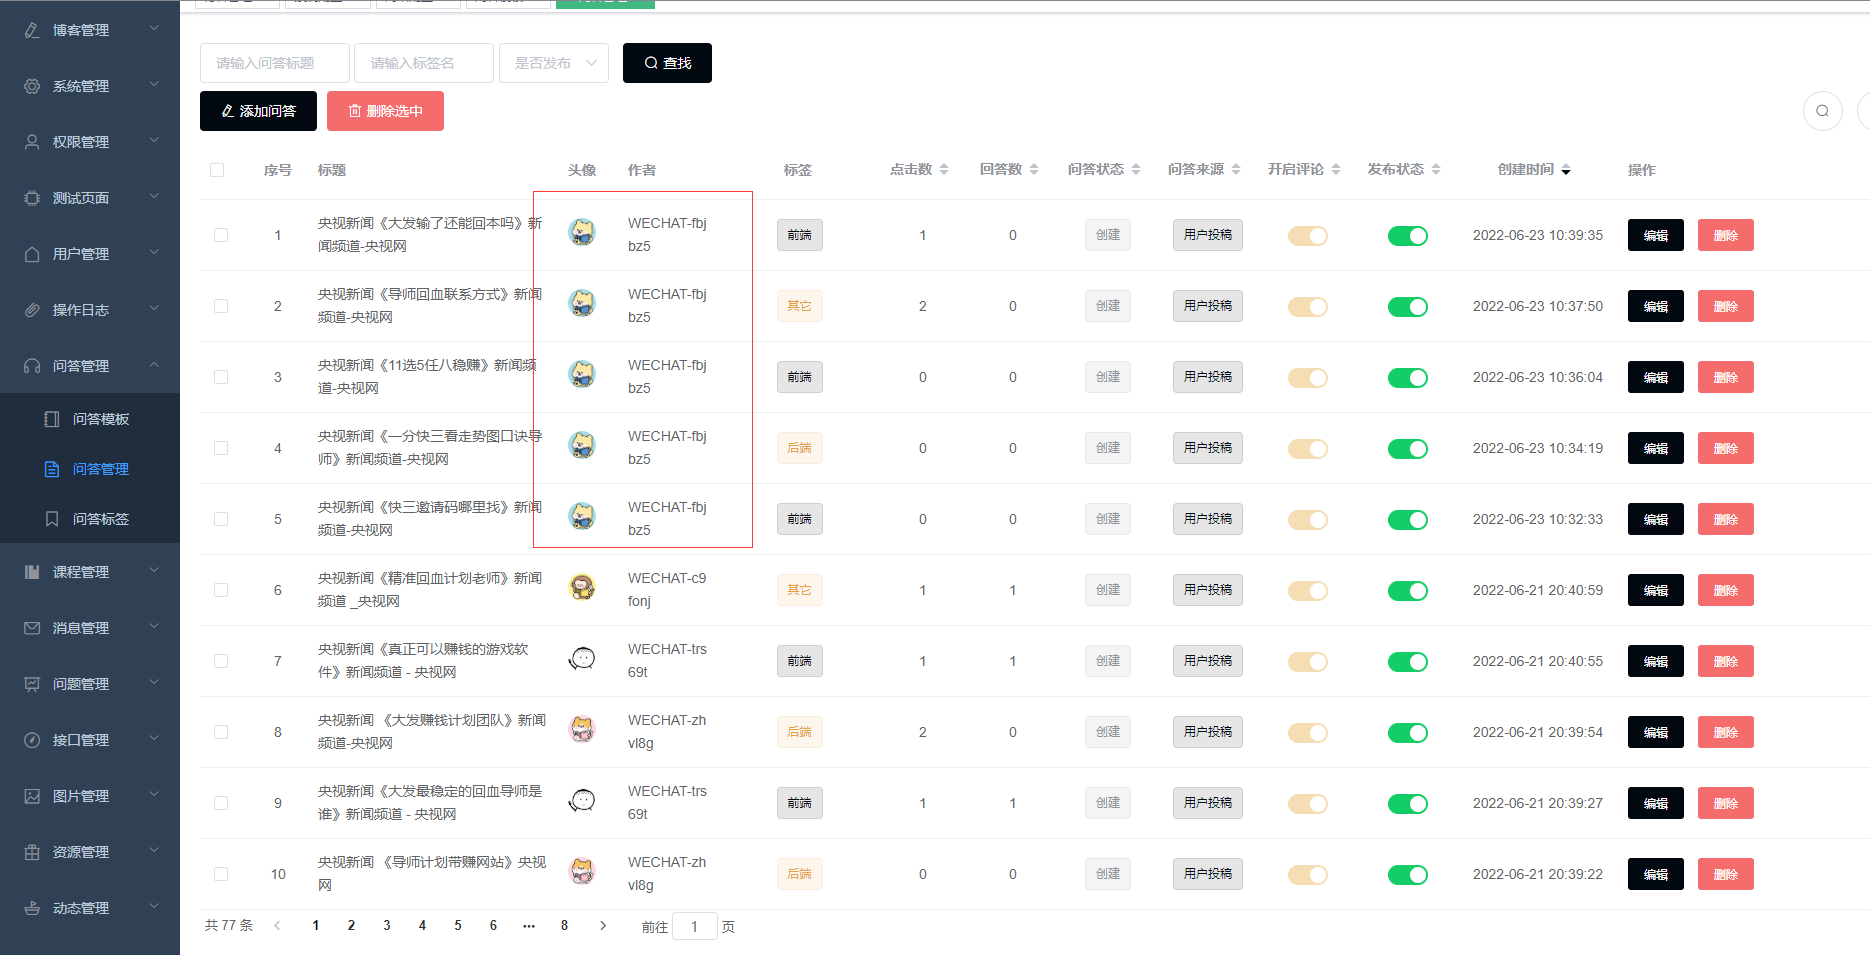 博客管理
系统管理
权限管理
测试页面
用户管理
操作日志
问答管理
问答模板
问答管理
问答标签
课程管理
消息管理
问题管理
接口管理
图片管理
资源管理
动态管理
请输入问答标题 请输入标签名 是否发布 查找
添加问答 删除选中
序号 标题 头像 作者 标签 点击数 回答数 问答状态 问答来源 开启评论 发布状态 创建时间 操作
1 央视新闻《大发输了还能回本吗》新闻频道-央视网 WECHAT-fbjbz5 前端 1 0 创建 用户投稿 2022-06-23 10:39:35 编辑 删除
2 央视新闻《导师回血联系方式》新闻频道-央视网 WECHAT-fbjbz5 其它 2 0 创建 用户投稿 2022-06-23 10:37:50 编辑 删除
3 央视新闻《11选5任八稳赚》新闻频道-央视网 WECHAT-fbjbz5 前端 0 0 创建 用户投稿 2022-06-23 10:36:04 编辑 删除
4 央视新闻《一分快三看走势图口诀导师》新闻频道-央视网 WECHAT-fbjbz5 后端 0 0 创建 用户投稿 2022-06-23 10:34:19 编辑 删除
5 央视新闻《快三邀请码哪里找》新闻频道-央视网 WECHAT-fbjbz5 前端 0 0 创建 用户投稿 2022-06-23 10:32:33 编辑 删除
6 央视新闻《精准回血计划老师》新闻频道 _央视网 WECHAT-c9fonj 其它 1 1 创建 用户投稿 2022-06-21 20:40:59 编辑 删除
7 央视新闻《真正可以赚钱的游戏软件》新闻频道 - 央视网 WECHAT-trs69t 前端 1 1 创建 用户投稿 2022-06-21 20:40:55 编辑 删除
8 央视新闻 《大发赚钱计划团队》新闻频道-央视网 WECHAT-zhvl8g 后端 2 0 创建 用户投稿 2022-06-21 20:39:54 编辑 删除
9 央视新闻《大发最稳定的回血导师是谁》新闻频道 - 央视网 WECHAT-trs69t 前端 1 1 创建 用户投稿 2022-06-21 20:39:27 编辑 删除
10 央视新闻 《导师计划带赚网站》央视网 WECHAT-zhvl8g 后端 0 0 创建 用户投稿 2022-06-21 20:39:22 编辑 删除
共 77 条 1 2 3 4 5 6 ••• 8 前往 1 页